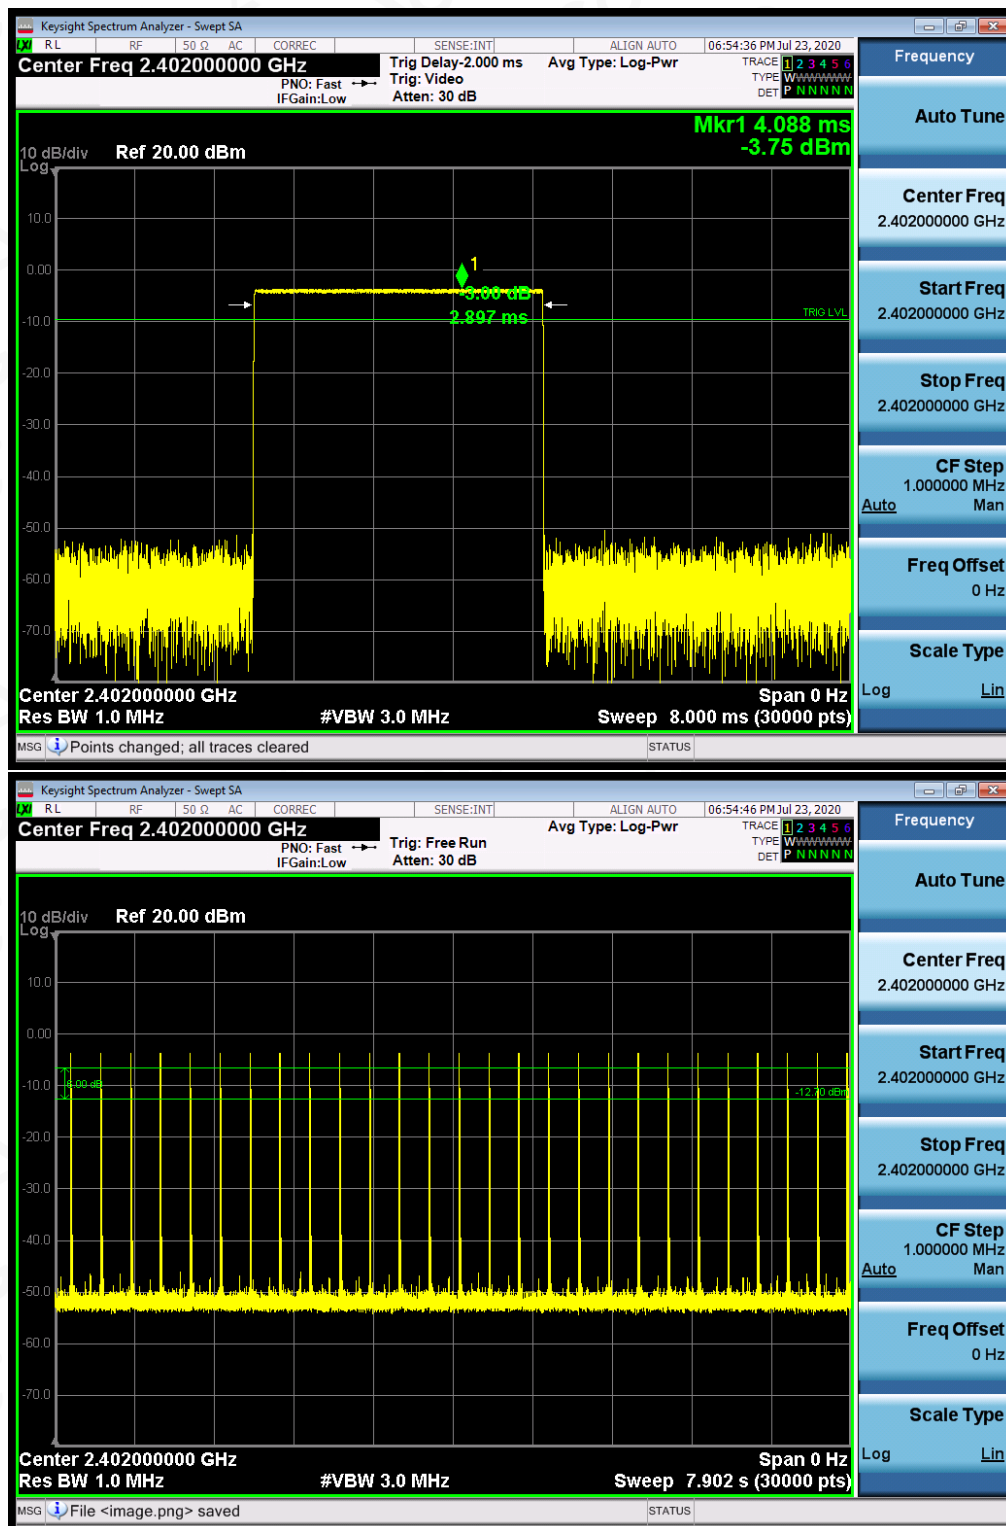 Keysight Spectrum Analyzer - Swept SA
LXI RL RF 50 Ω AC CORREC SENSE:INT ALIGN AUTO 06:54:36 PM Jul 23, 2020
Center Freq 2.402000000 GHz
PNO: Fast
IFGain:Low
Trig Delay-2.000 ms
Trig: Video
Atten: 30 dB
Avg Type: Log-Pwr
TRACE 1 2 3 4 5 6
TYPE WWWWWWW
DET P N N N N N
Mkr1 4.088 ms
-3.75 dBm
10 dB/div Ref 20.00 dBm
Log
10.0
0.00
-10.0
-20.0
-30.0
-40.0
-50.0
-60.0
-70.0
1
-3.00 dB
2.897 ms
TRIG LVL
Center 2.402000000 GHz Span 0 Hz
Res BW 1.0 MHz #VBW 3.0 MHz Sweep 8.000 ms (30000 pts)
MSG Points changed; all traces cleared STATUS
Frequency
Auto Tune
Center Freq
2.402000000 GHz
Start Freq
2.402000000 GHz
Stop Freq
2.402000000 GHz
CF Step
1.000000 MHz
Auto Man
Freq Offset
0 Hz
Scale Type
Log Lin
Keysight Spectrum Analyzer - Swept SA
LXI RL RF 50 Ω AC CORREC SENSE:INT ALIGN AUTO 06:54:46 PM Jul 23, 2020
Center Freq 2.402000000 GHz
PNO: Fast
IFGain:Low
Trig: Free Run
Atten: 30 dB
Avg Type: Log-Pwr
TRACE 1 2 3 4 5 6
TYPE WWWWWWW
DET P N N N N N
10 dB/div Ref 20.00 dBm
Log
10.0
0.00
-10.0
-20.0
-30.0
-40.0
-50.0
-60.0
-70.0
6.00 dB
-12.70 dBm
Center 2.402000000 GHz Span 0 Hz
Res BW 1.0 MHz #VBW 3.0 MHz Sweep 7.902 s (30000 pts)
MSG File <image.png> saved STATUS
Frequency
Auto Tune
Center Freq
2.402000000 GHz
Start Freq
2.402000000 GHz
Stop Freq
2.402000000 GHz
CF Step
1.000000 MHz
Auto Man
Freq Offset
0 Hz
Scale Type
Log Lin